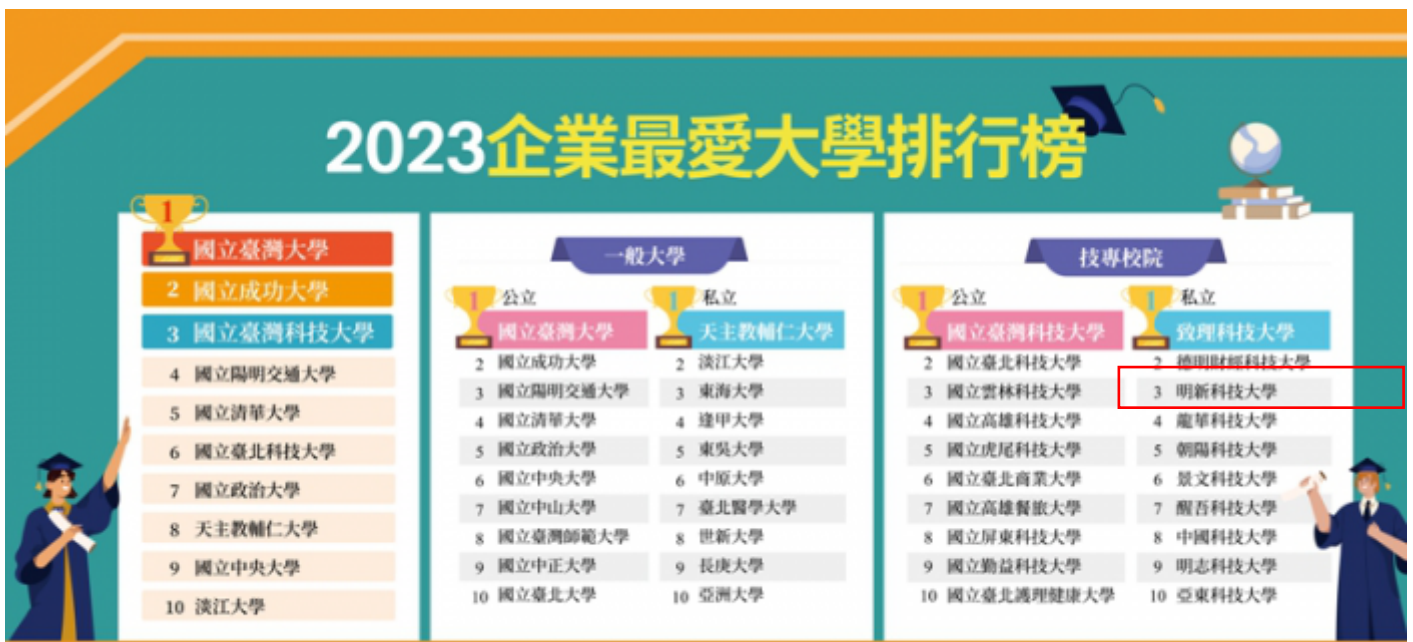 2023企業最愛大學排行榜
1 國立臺灣大學
2 國立成功大學
3 國立臺灣科技大學
4 國立陽明交通大學
5 國立清華大學
6 國立臺北科技大學
7 國立政治大學
8 天主教輔仁大學
9 國立中央大學
10 淡江大學
一般大學
1 公立
國立臺灣大學
2 國立成功大學
3 國立陽明交通大學
4 國立清華大學
5 國立政治大學
6 國立中央大學
7 國立中山大學
8 國立臺灣師範大學
9 國立中正大學
10 國立臺北大學
1 私立
天主教輔仁大學
2 淡江大學
3 東海大學
4 逢甲大學
5 東吳大學
6 中原大學
7 臺北醫學大學
8 世新大學
9 長庚大學
10 亞洲大學
技專校院
1 公立
國立臺灣科技大學
2 國立臺北科技大學
3 國立雲林科技大學
4 國立高雄科技大學
5 國立虎尾科技大學
6 國立臺北商業大學
7 國立高雄餐旅大學
8 國立屏東科技大學
9 國立勤益科技大學
10 國立臺北護理健康大學
1 私立
致理科技大學
2 德明財經科技大學
3 明新科技大學
4 龍華科技大學
5 朝陽科技大學
6 景文科技大學
7 醒吾科技大學
8 中國科技大學
9 明志科技大學
10 亞東科技大學